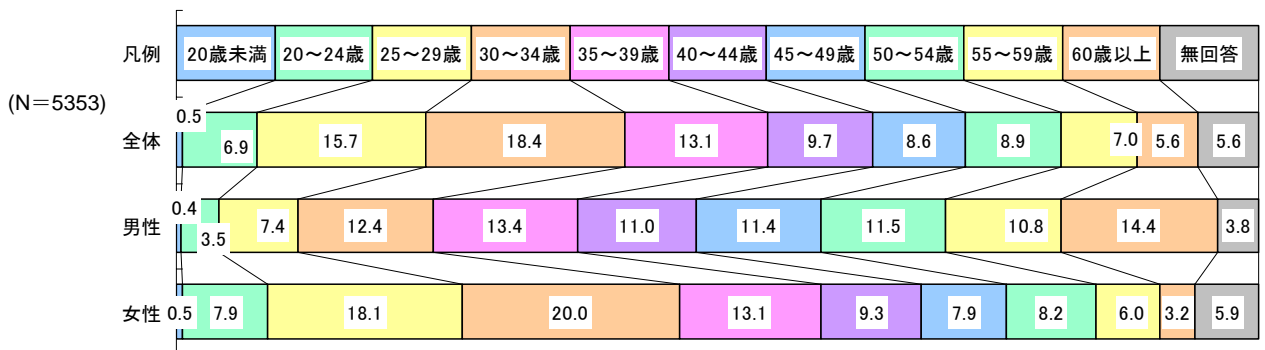 凡例 20歳未満 20～24歳 25～29歳 30～34歳 35～39歳 40～44歳 45～49歳 50～54歳 55～59歳 60歳以上 無回答
(N＝5353)
全体 0.5 6.9 15.7 18.4 13.1 9.7 8.6 8.9 7.0 5.6 5.6
男性 0.4 3.5 7.4 12.4 13.4 11.0 11.4 11.5 10.8 14.4 3.8
女性 0.5 7.9 18.1 20.0 13.1 9.3 7.9 8.2 6.0 3.2 5.9